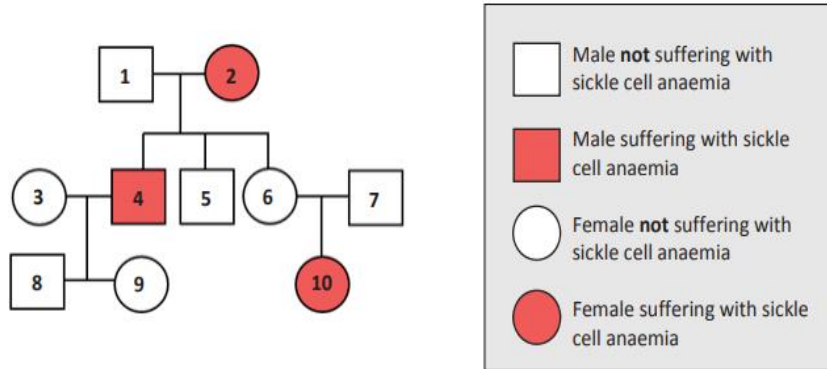 1
2
3
4
5
6
7
8
9
10
Male not suffering with
sickle cell anaemia
Male suffering with sickle
cell anaemia
Female not suffering with
sickle cell anaemia
Female suffering with sickle
cell anaemia